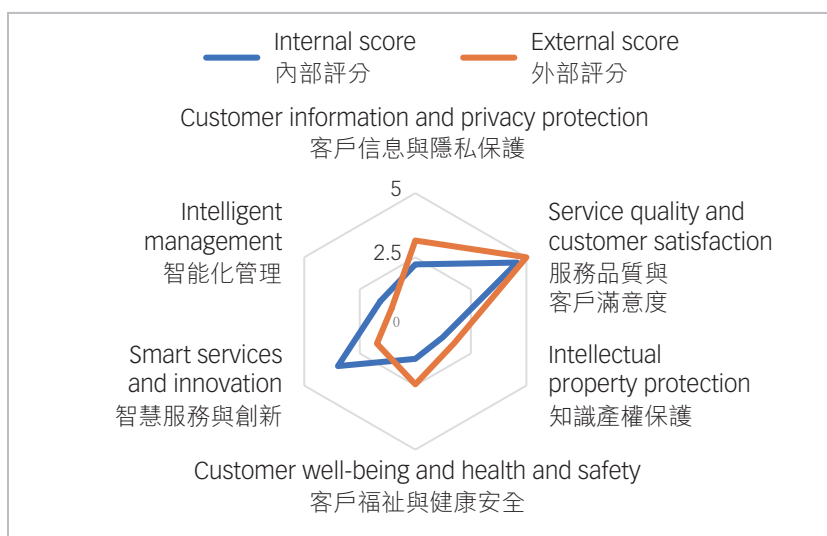 Internal score
內部評分
External score
外部評分
Customer information and privacy protection
客戶信息與隱私保護
5
Intelligent
management
智能化管理
2.5
Service quality and
customer satisfaction
服務品質與
客戶滿意度
0
Smart services
and innovation
智慧服務與創新
Intellectual
property protection
知識產權保護
Customer well-being and health and safety
客戶福祉與健康安全